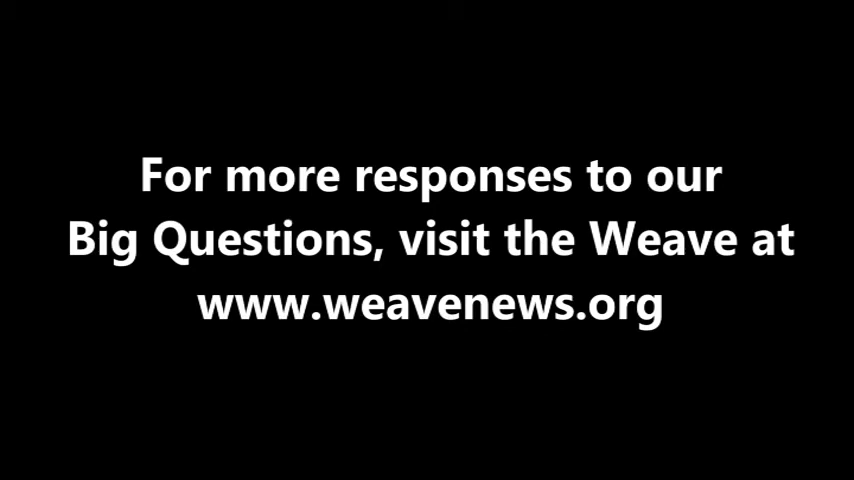 For more responses to our
Big Questions, visit the Weave at
www.weavenews.org